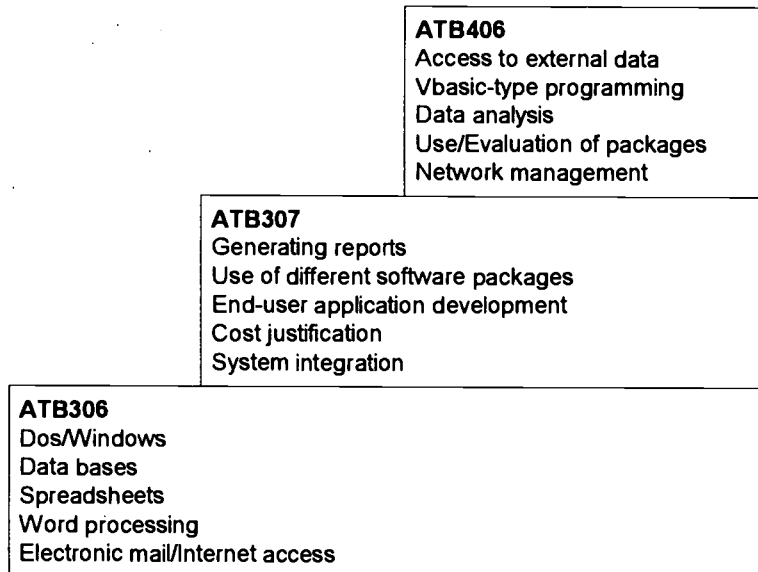 ATB406
Access to external data
Vbasic-type programming
Data analysis
Use/Evaluation of packages
Network management
ATB307
Generating reports
Use of different software packages
End-user application development
Cost justification
System integration
ATB306
Dos/Windows
Data bases
Spreadsheets
Word processing
Electronic mail/Internet access